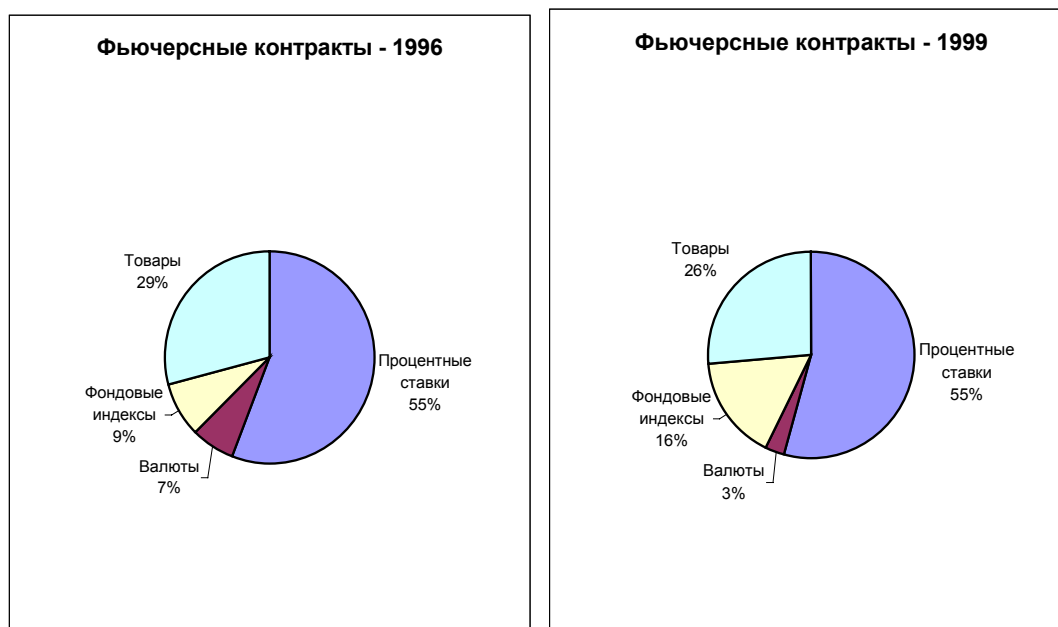 Фьючерсные контракты - 1996
Товары
29%
Процентные
ставки
55%
Фондовые
индексы
9%
Валюты
7%
Фьючерсные контракты - 1999
Товары
26%
Процентные
ставки
55%
Фондовые
индексы
16%
Валюты
3%